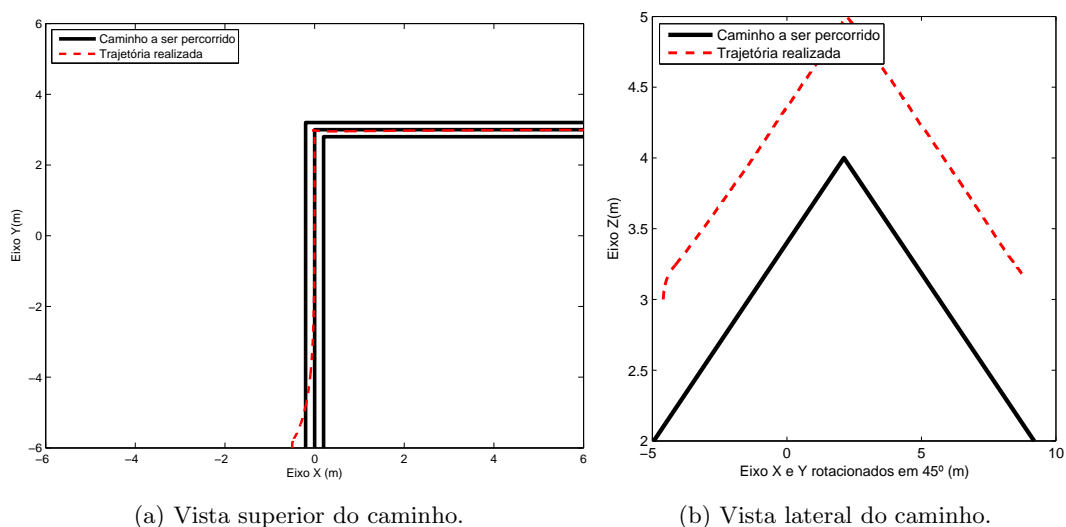 6
4
2
0
−2
−4
−6
Eixo Y(m)
Caminho a ser percorrido
Trajetória realizada
−6
−4
−2
0
2
4
6
Eixo X (m)
(a) Vista superior do caminho.
5
4.5
4
3.5
3
2.5
2
Eixo Z(m)
Caminho a ser percorrido
Trajetória realizada
−5
0
5
10
Eixo X e Y rotacionados em 45º (m)
(b) Vista lateral do caminho.